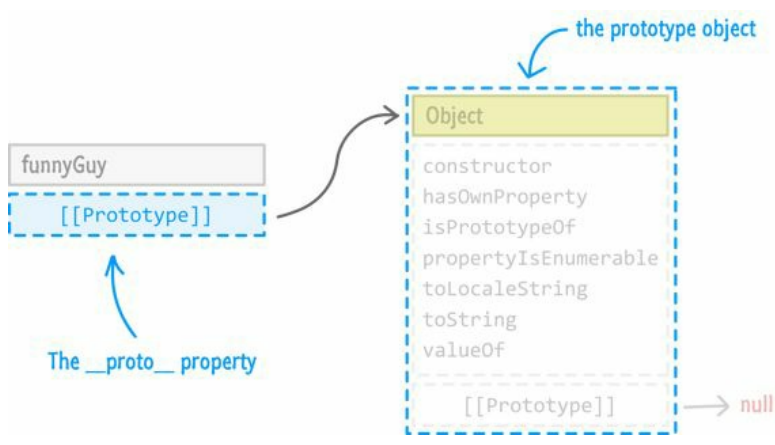 the prototype object
Object
funnyGuy
[[Prototype]]
constructor
hasOwnProperty
isPrototypeOf
propertyIsEnumerable
toLocaleString
toString
valueOf
The __proto__ property
[[Prototype]]
null